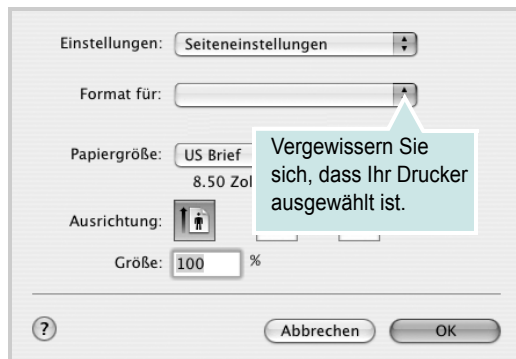 Einstellungen: Seiteneinstellungen
Format für:
Vergewissern Sie
sich, dass Ihr Drucker
ausgewählt ist.
Papiergröße: US Brief
8.50 Zol
Ausrichtung:
Größe: 100 %
? Abbrechen OK